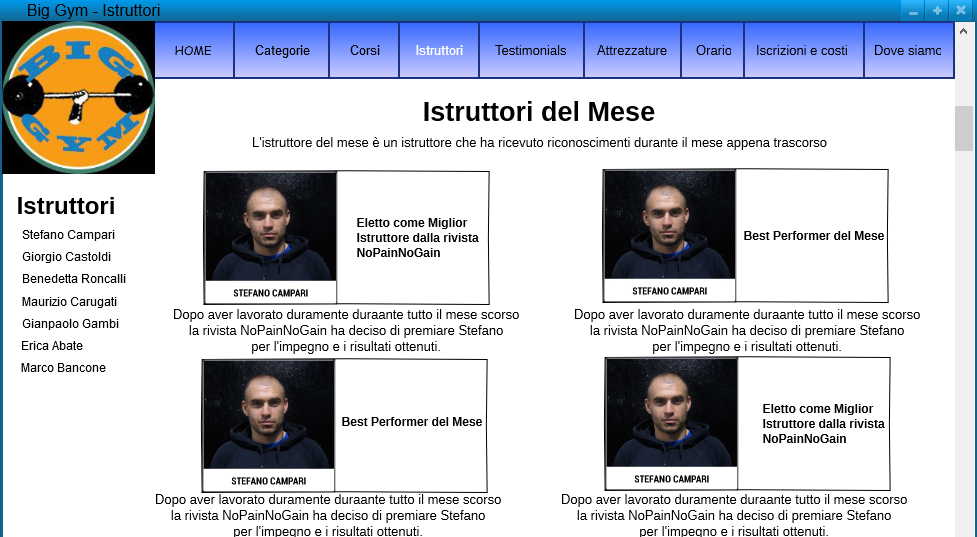 Big Gym - Istruttori
BIG
GYM
HOME
Categorie
Corsi
Istruttori
Testimonials
Attrezzature
Orario
Iscrizioni e costi
Dove siamo
Istruttori
Stefano Campari
Giorgio Castoldi
Benedetta Roncalli
Maurizio Carugati
Gianpaolo Gambi
Erica Abate
Marco Bancone
Istruttori del Mese
L'istruttore del mese è un istruttore che ha ricevuto riconoscimenti durante il mese appena trascorso
STEFANO CAMPARI
Eletto come Miglior
Istruttore dalla rivista
NoPainNoGain
Dopo aver lavorato duramente duraante tutto il mese scorso
la rivista NoPainNoGain ha deciso di premiare Stefano
per l'impegno e i risultati ottenuti.
STEFANO CAMPARI
Best Performer del Mese
Dopo aver lavorato duramente duraante tutto il mese scorso
la rivista NoPainNoGain ha deciso di premiare Stefano
per l'impegno e i risultati ottenuti.
STEFANO CAMPARI
Best Performer del Mese
Dopo aver lavorato duramente duraante tutto il mese scorso
la rivista NoPainNoGain ha deciso di premiare Stefano
per l'impegno e i risultati ottenuti.
STEFANO CAMPARI
Eletto come Miglior
Istruttore dalla rivista
NoPainNoGain
Dopo aver lavorato duramente duraante tutto il mese scorso
la rivista NoPainNoGain ha deciso di premiare Stefano
per l'impegno e i risultati ottenuti.